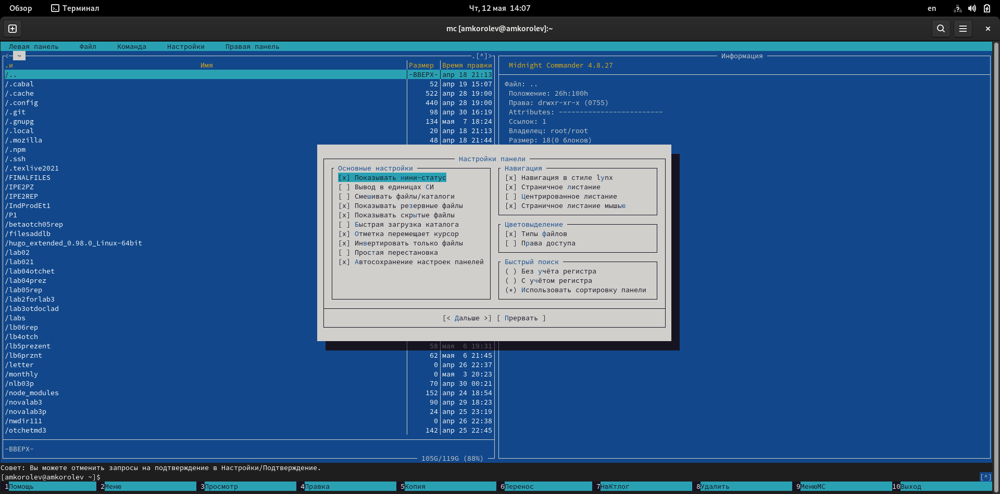 Обзор Терминал Чт, 12 мая 14:07 en
mc [amkorolev@amkorolev]:~
Левая панель Файл Команда Настройки Правая панель
<— ~ .[^]>
.и Имя Размер Время правки
/.. -ВВЕРХ- апр 18 21:13
/.cabal 52 апр 19 15:07
/.cache 522 апр 28 19:00
/.config 440 апр 28 19:00
/.git 98 апр 30 16:19
/.gnupg 134 мая 7 18:24
/.local 20 апр 18 21:13
/.mozilla 48 апр 18 21:44
/.npm
/.ssh
/.texlive2021
/FINALFILES
/IPE2PZ
/IPE2REP
/IndProdEt1
/P1
/betaotch05rep
/filesaddlb
/hugo_extended_0.98.0_Linux-64bit
/lab02
/lab021
/lab04otchet
/lab04prez
/lab05rep
/lab2forlab3
/lab3otdoclad
/labs
/lb06rep
/lb4otch
/lb5prezent 58 мая 6 19:31
/lb6prznt 62 мая 6 21:45
/letter 0 апр 26 22:37
/monthly 0 мая 3 20:23
/nlb03p 70 апр 30 00:21
/node_modules 152 апр 24 18:54
/novalab3 90 апр 29 18:23
/novalab3p 24 апр 25 23:19
/nwdir111 0 апр 26 22:38
/otchetmd3 142 апр 25 22:45
-ВВЕРХ-
105G/119G (88%)
Информация
Midnight Commander 4.8.27
Файл: ..
Положение: 26h:100h
Права: drwxr-xr-x (0755)
Attributes: -------------------------
Ссылок: 1
Владелец: root/root
Размер: 18(0 блоков)
Настройки панели
Основные настройки
[x] Показывать мини-статус
[ ] Вывод в единицах СИ
[ ] Смешивать файлы/каталоги
[x] Показывать резервные файлы
[x] Показывать скрытые файлы
[ ] Быстрая загрузка каталога
[x] Отметка перемещает курсор
[x] Инвертировать только файлы
[ ] Простая перестановка
[x] Автосохранение настроек панелей
Навигация
[x] Навигация в стиле lynx
[x] Страничное листание
[ ] Центрированное листание
[x] Страничное листание мышью
Цветовыделение
[x] Типы файлов
[ ] Права доступа
Быстрый поиск
( ) Без учёта регистра
( ) С учётом регистра
(*) Использовать сортировку панели
[< Дальше >] [ Прервать ]
Совет: Вы можете отменить запросы на подтверждение в Настройки/Подтверждение.
[amkorolev@amkorolev ~]$ [^]
1Помощь 2Меню 3Просмотр 4Правка 5Копия 6Перенос 7НвКтлог 8Удалить 9МенюМС 10Выход